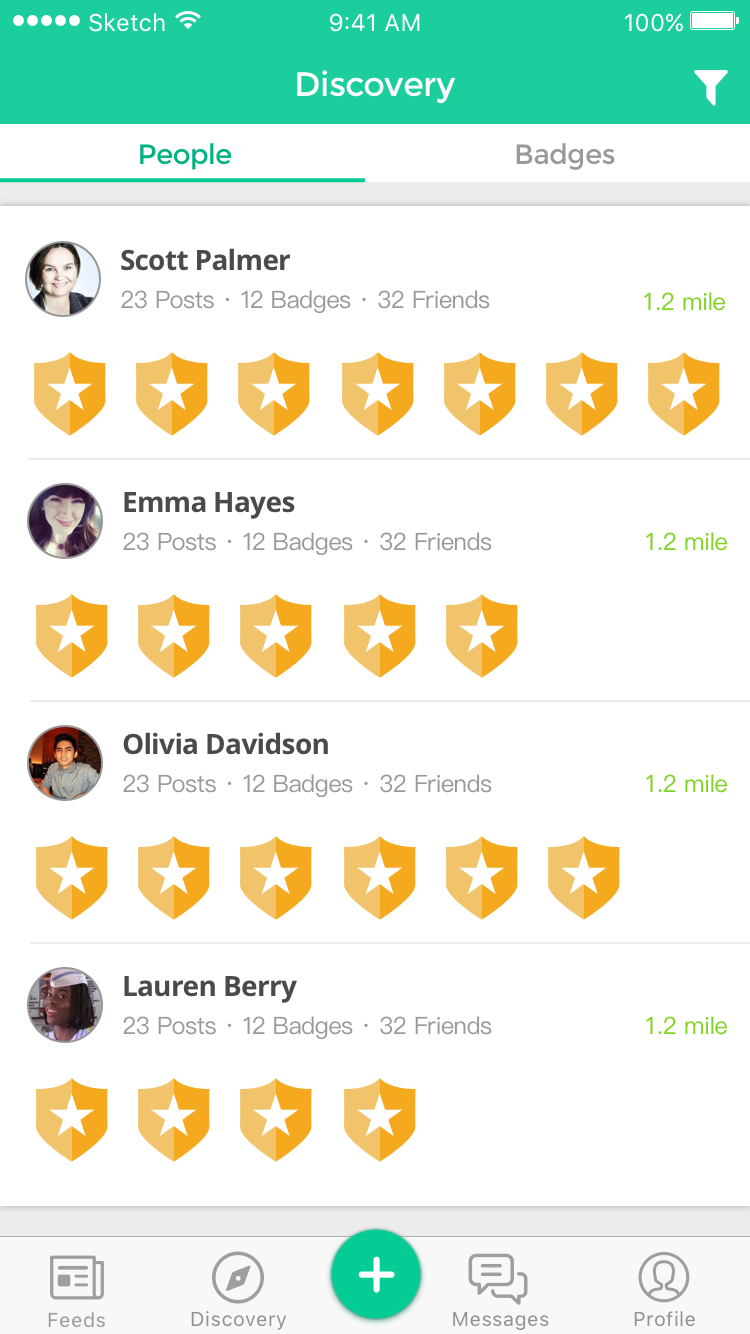 Sketch 9:41 AM 100%
Discovery
People Badges
Scott Palmer
23 Posts · 12 Badges · 32 Friends 1.2 mile
Emma Hayes
23 Posts · 12 Badges · 32 Friends 1.2 mile
Olivia Davidson
23 Posts · 12 Badges · 32 Friends 1.2 mile
Lauren Berry
23 Posts · 12 Badges · 32 Friends 1.2 mile
Feeds Discovery Messages Profile